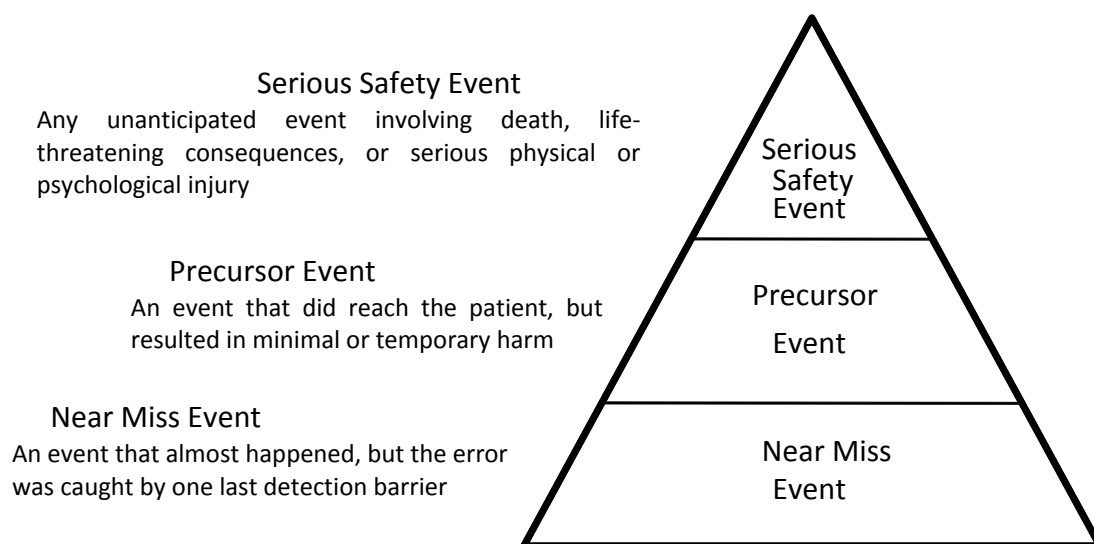 Serious Safety Event
Any unanticipated event involving death, life-
threatening consequences, or serious physical or
psychological injury
Serious
Safety
Event
Precursor Event
An event that did reach the patient, but
resulted in minimal or temporary harm
Precursor
Event
Near Miss Event
An event that almost happened, but the error
was caught by one last detection barrier
Near Miss
Event